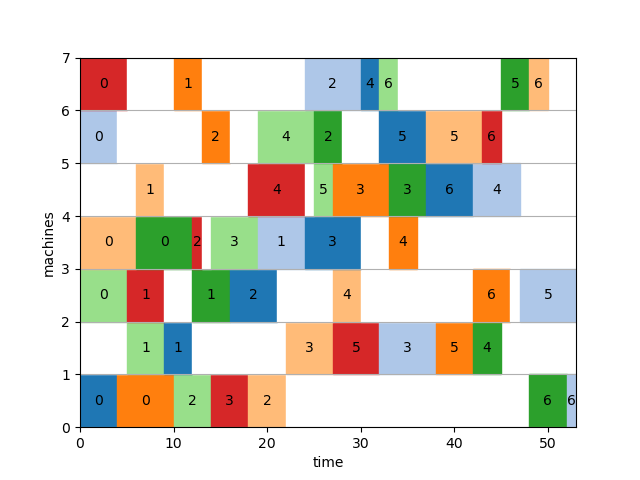 7
0 1 2 4 6 5 6
6
0 2 4 2 5 5 6
5
1 4 5 3 3 6 4
4
machines
0 0 2 3 1 3 4
3
0 1 1 2 4 6 5
2
1 1 3 5 3 5 4
1
0 0 2 3 2 6 6
0
0 10 20 30 40 50
time